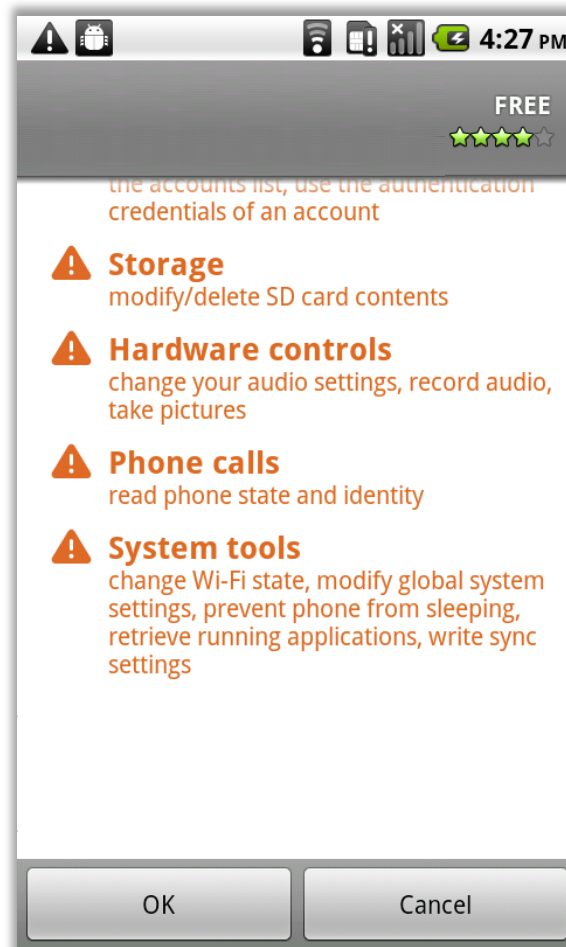 4:27 PM
FREE
the accounts list, use the authentication
credentials of an account
Storage
modify/delete SD card contents
Hardware controls
change your audio settings, record audio,
take pictures
Phone calls
read phone state and identity
System tools
change Wi-Fi state, modify global system
settings, prevent phone from sleeping,
retrieve running applications, write sync
settings
OK
Cancel